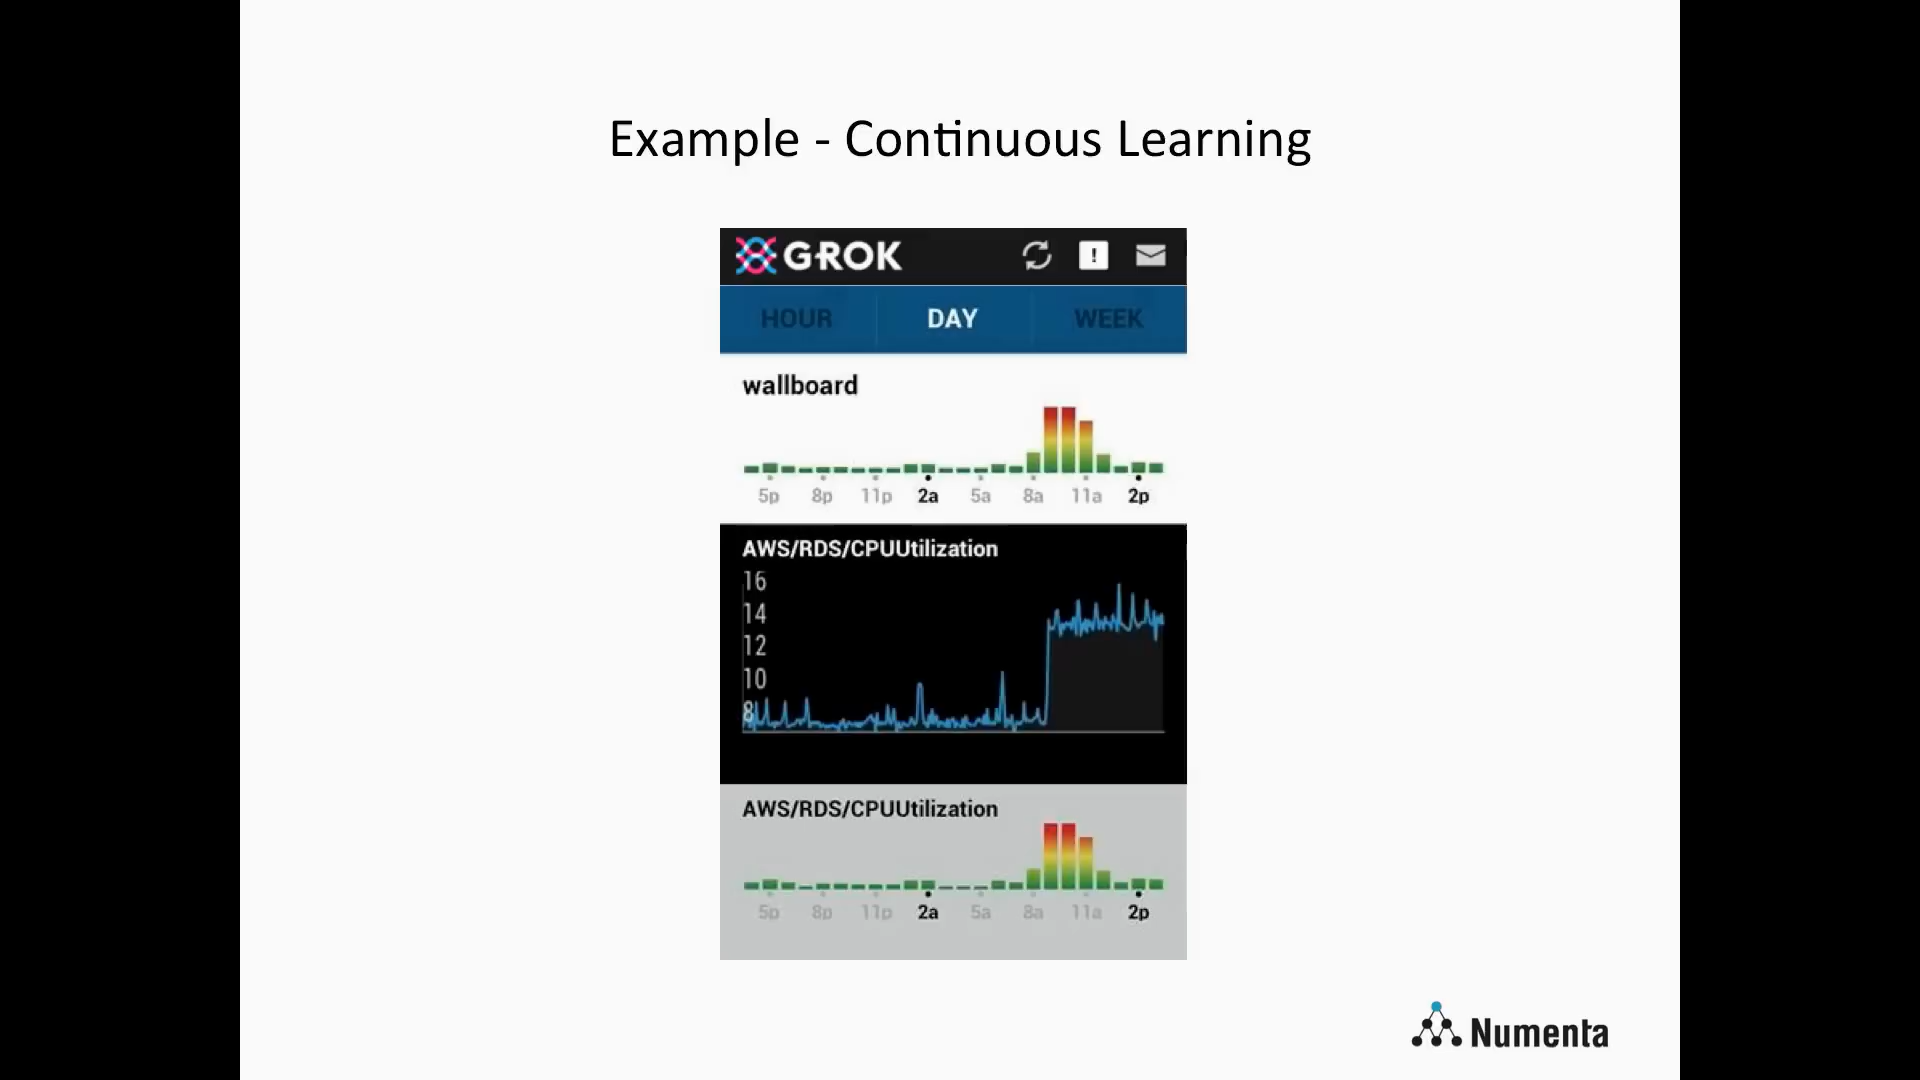 Example - Continuous Learning
GROK
!
HOUR DAY WEEK
wallboard
5p 8p 11p 2a 5a 8a 11a 2p
AWS/RDS/CPUUtilization
16
14
12
10
8
AWS/RDS/CPUUtilization
5p 8p 11p 2a 5a 8a 11a 2p
Numenta